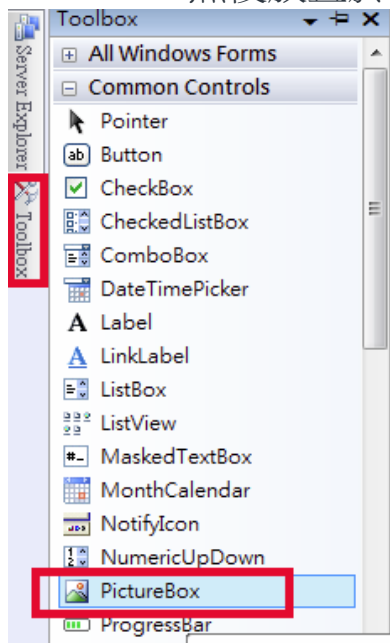 Toolbox
Server Explorer
Toolbox
All Windows Forms
Common Controls
Pointer
Button
CheckBox
CheckedListBox
ComboBox
DateTimePicker
Label
LinkLabel
ListBox
ListView
MaskedTextBox
MonthCalendar
NotifyIcon
NumericUpDown
PictureBox
ProgressBar